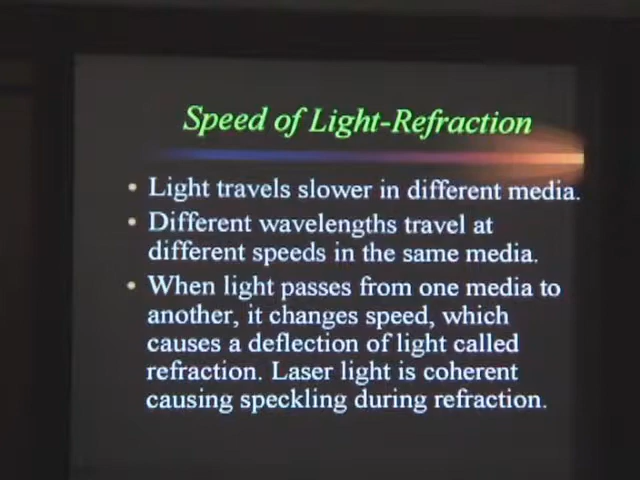 Speed of Light-Refraction
• Light travels slower in different media.
• Different wavelengths travel at
different speeds in the same media.
• When light passes from one media to
another, it changes speed, which
causes a deflection of light called
refraction. Laser light is coherent
causing speckling during refraction.